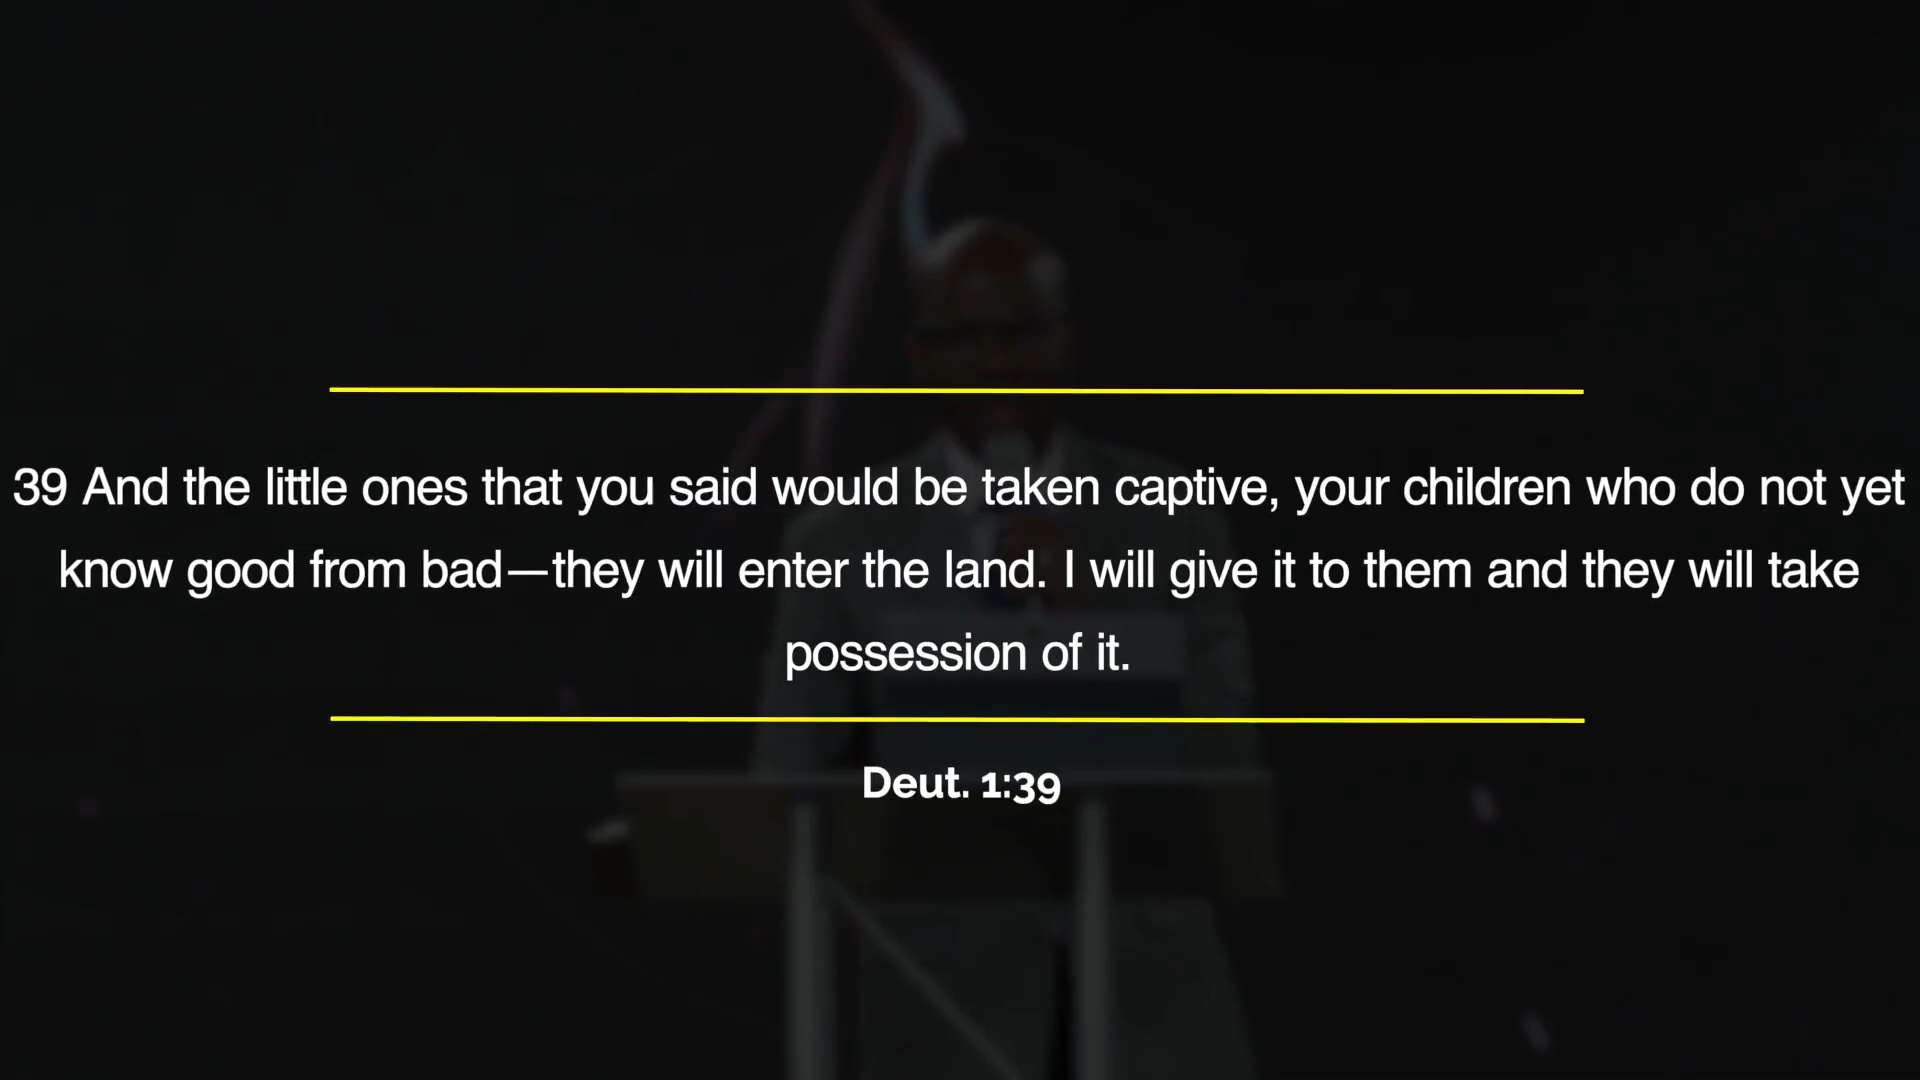 39 And the little ones that you said would be taken captive, your children who do not yet
know good from bad—they will enter the land. I will give it to them and they will take
possession of it.
Deut. 1:39